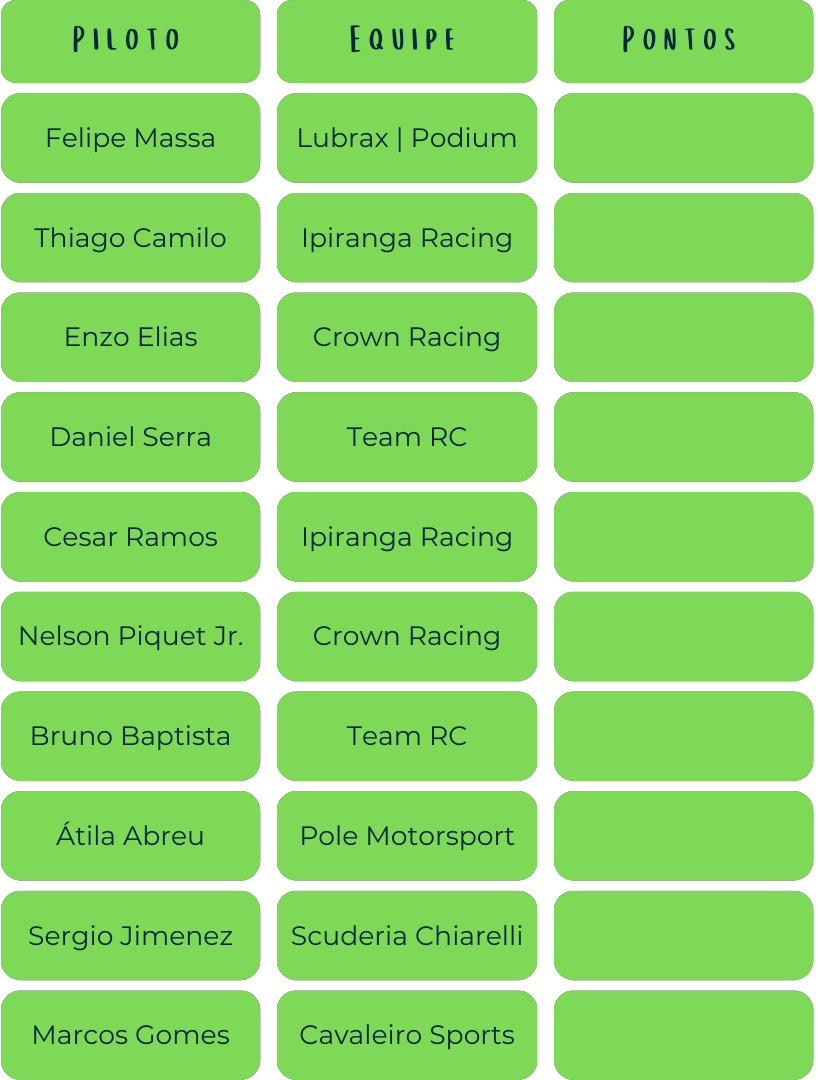 Piloto Equipe Pontos
Felipe Massa Lubrax | Podium
Thiago Camilo Ipiranga Racing
Enzo Elias Crown Racing
Daniel Serra Team RC
Cesar Ramos Ipiranga Racing
Nelson Piquet Jr. Crown Racing
Bruno Baptista Team RC
Átila Abreu Pole Motorsport
Sergio Jimenez Scuderia Chiarelli
Marcos Gomes Cavaleiro Sports